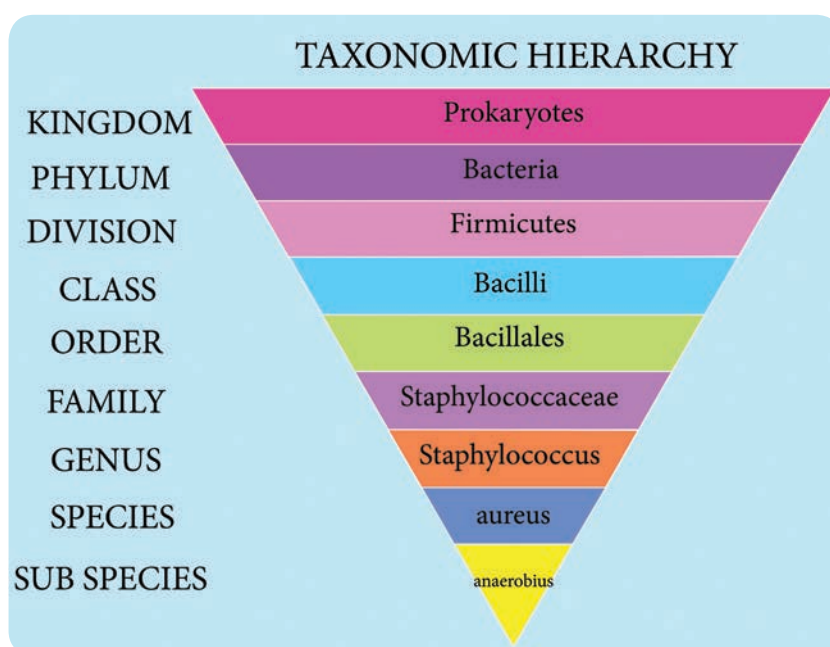 TAXONOMIC HIERARCHY
KINGDOM Prokaryotes
PHYLUM Bacteria
DIVISION Firmicutes
CLASS Bacilli
ORDER Bacillales
FAMILY Staphylococcaceae
GENUS Staphylococcus
SPECIES aureus
SUB SPECIES anaerobius